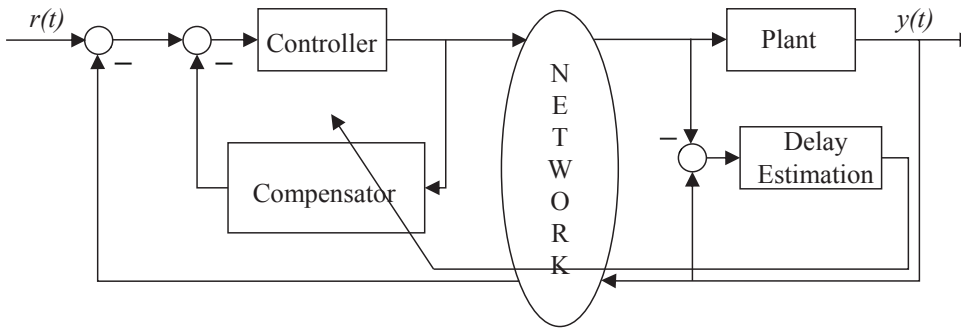 r(t)
Controller
Plant
y(t)
Compensator
N
E
T
W
O
R
K
Delay
Estimation